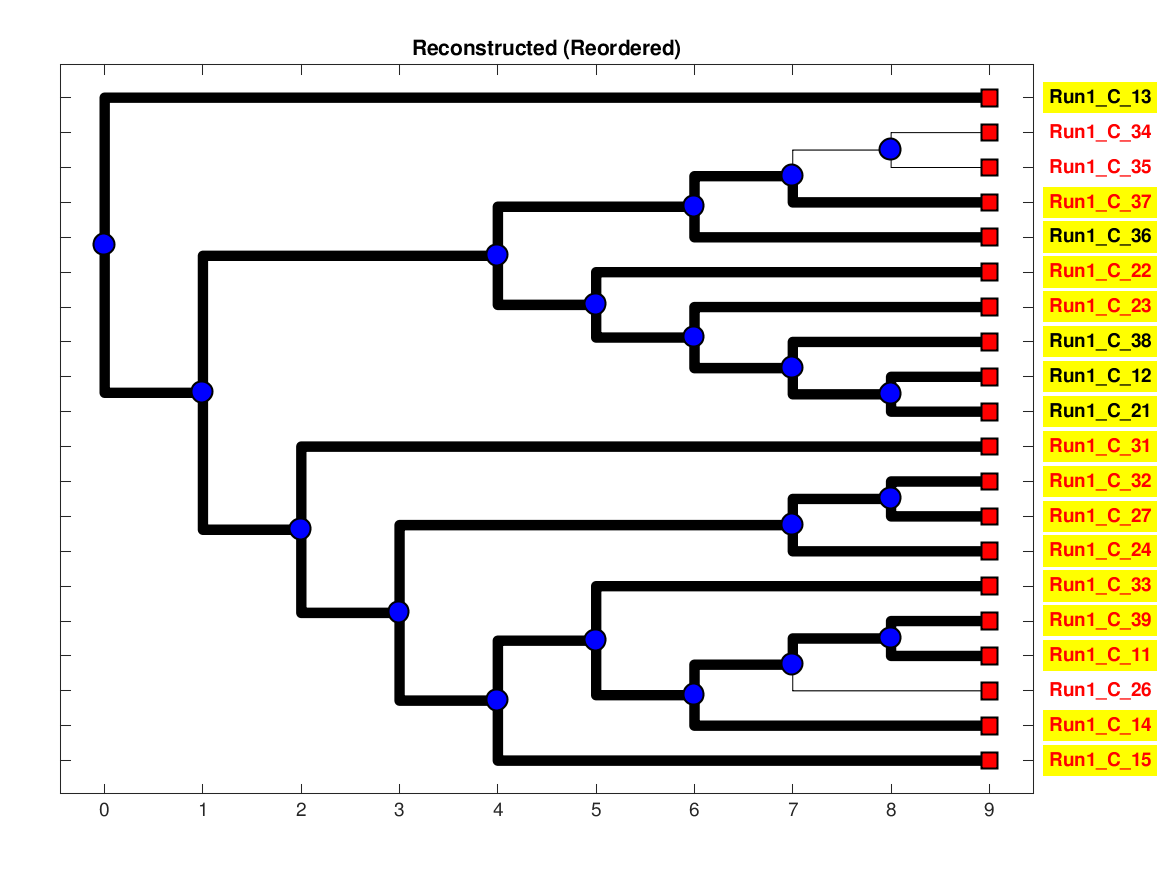 Reconstructed (Reordered)
Run1_C_13
Run1_C_34
Run1_C_35
Run1_C_37
Run1_C_36
Run1_C_22
Run1_C_23
Run1_C_38
Run1_C_12
Run1_C_21
Run1_C_31
Run1_C_32
Run1_C_27
Run1_C_24
Run1_C_33
Run1_C_39
Run1_C_11
Run1_C_26
Run1_C_14
Run1_C_15
0 1 2 3 4 5 6 7 8 9